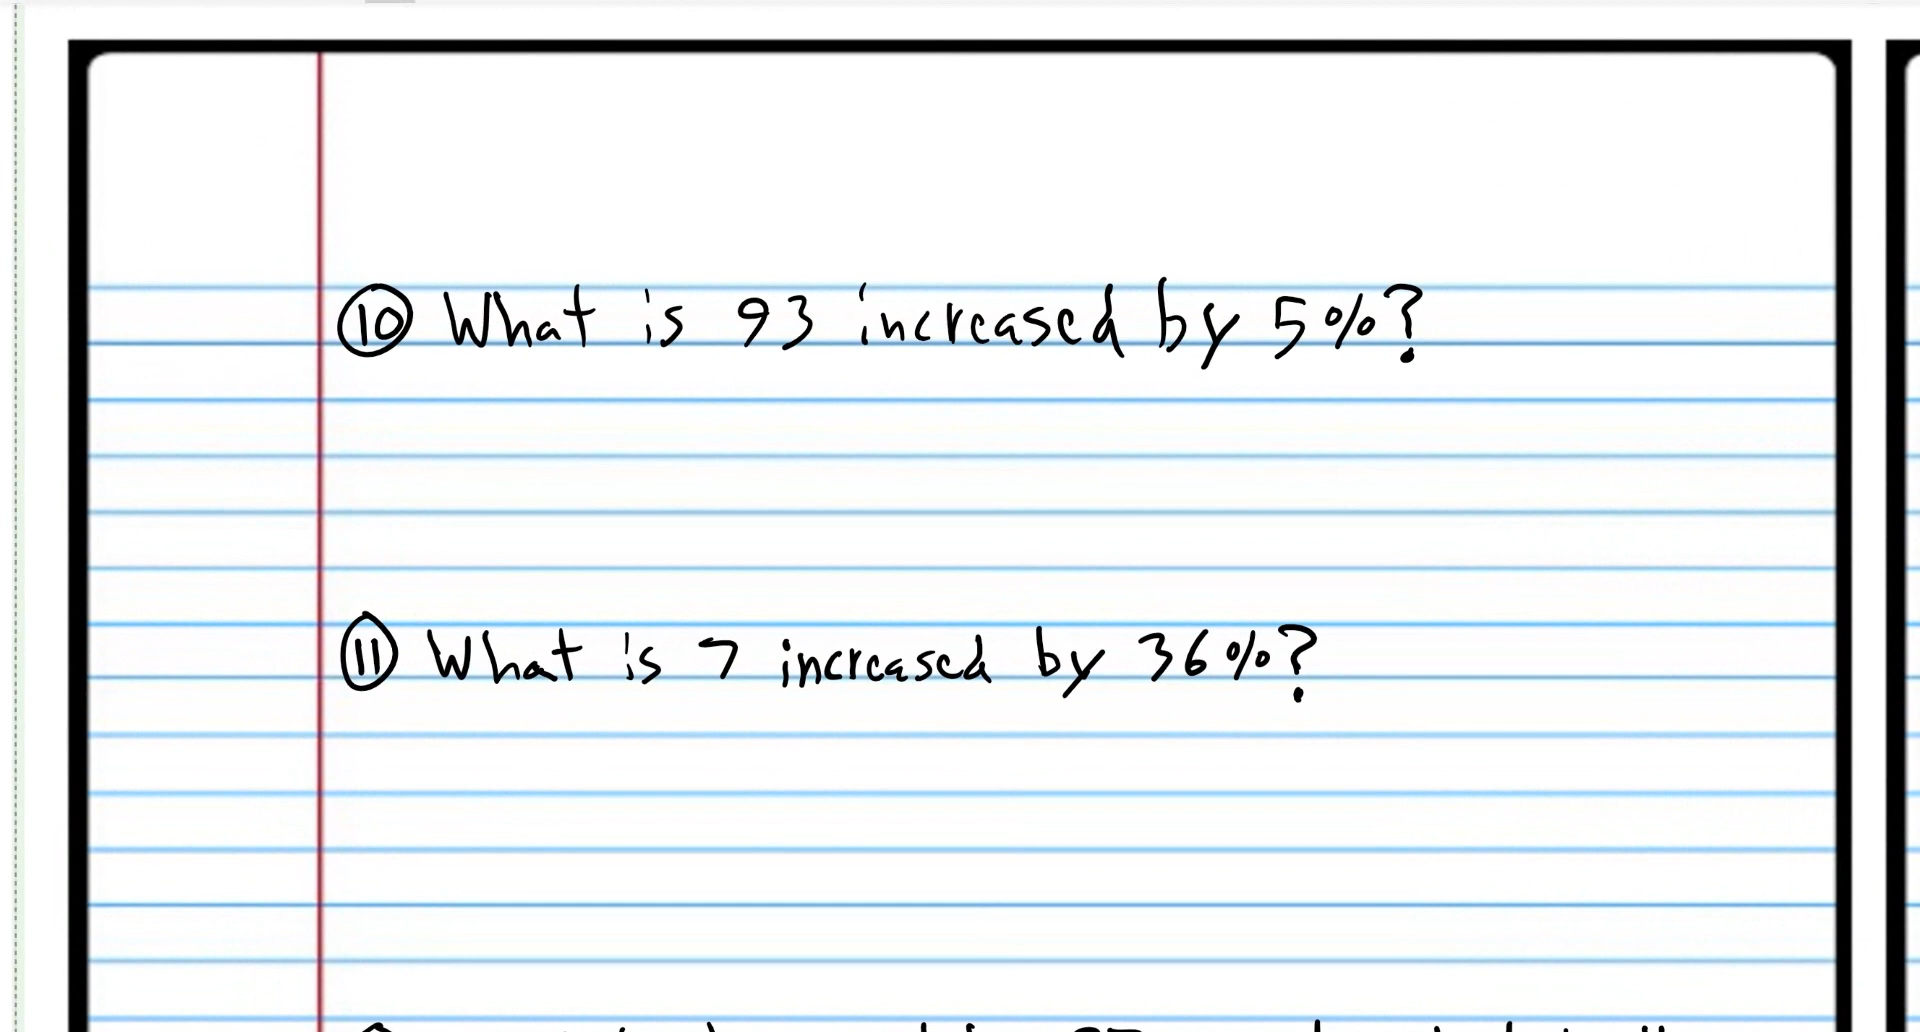 ⑩ What is 93 increased by 5%?
⑪ What is 7 increased by 36%?